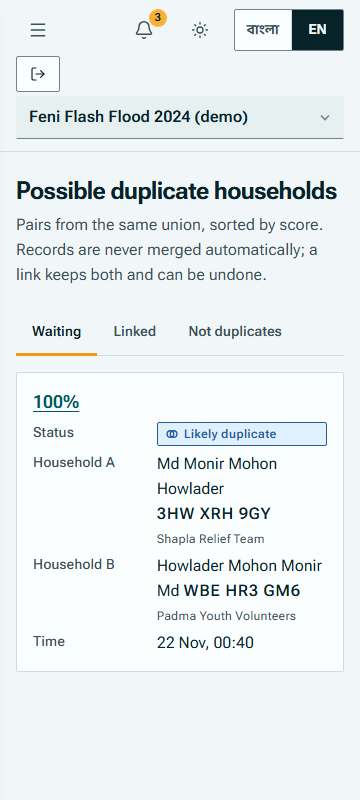 3
বাংলা EN
Feni Flash Flood 2024 (demo)
Possible duplicate households
Pairs from the same union, sorted by score.
Records are never merged automatically; a
link keeps both and can be undone.
Waiting Linked Not duplicates
100%
Status Likely duplicate
Household A Md Monir Mohon
Howlader
3HW XRH 9GY
Shapla Relief Team
Household B Howlader Mohon Monir
Md WBE HR3 GM6
Padma Youth Volunteers
Time 22 Nov, 00:40